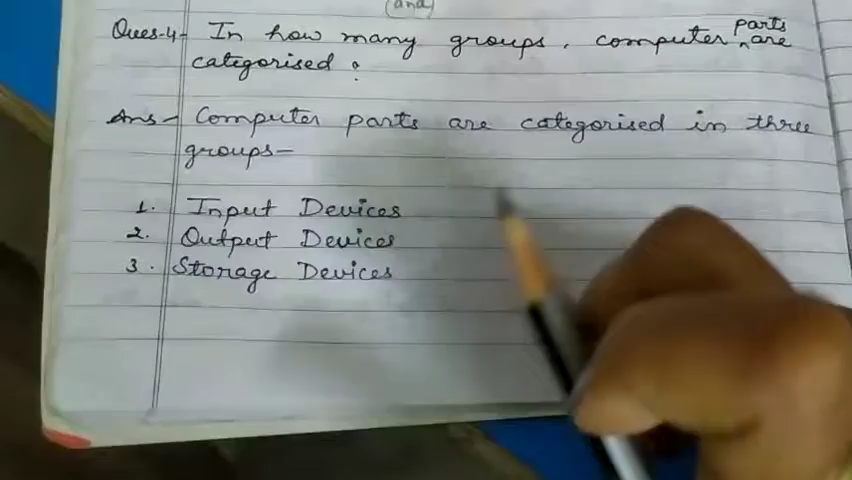 (and)
Ques-4- In how many groups, computer parts are
categorised?
Ans- Computer parts are categorised in three
groups-
1. Input Devices
2. Output Devices
3. Storage Devices